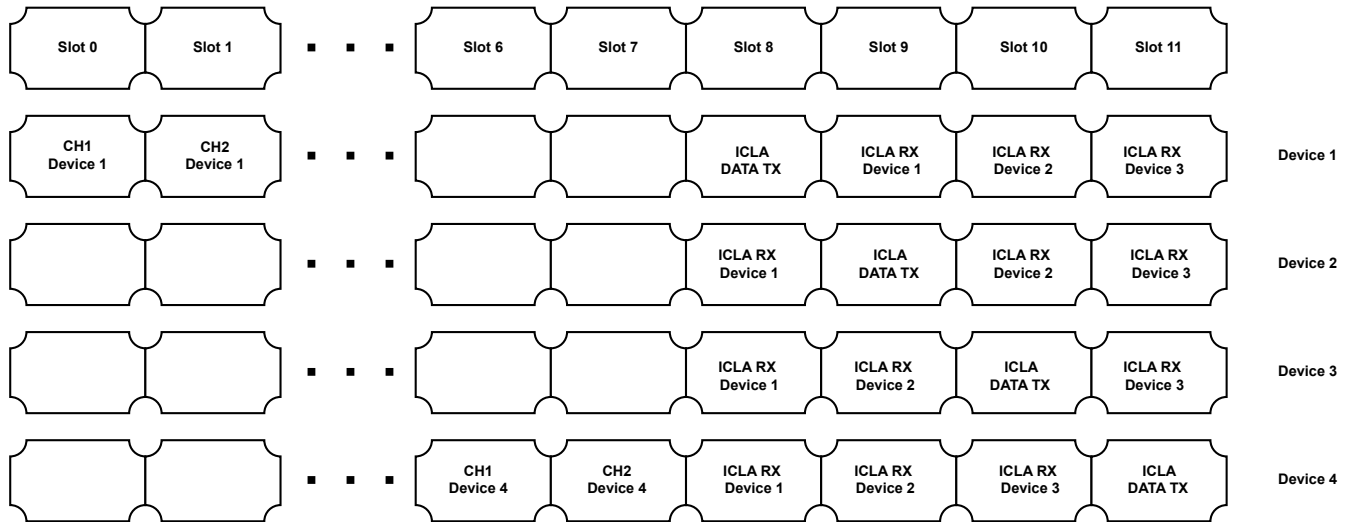 Slot 0
Slot 1
Slot 6
Slot 7
Slot 8
Slot 9
Slot 10
Slot 11
CH1
Device 1
CH2
Device 1
ICLA
DATA TX
ICLA RX
Device 1
ICLA RX
Device 2
ICLA RX
Device 3
Device 1
ICLA RX
Device 1
ICLA
DATA TX
ICLA RX
Device 2
ICLA RX
Device 3
Device 2
ICLA RX
Device 1
ICLA RX
Device 2
ICLA
DATA TX
ICLA RX
Device 3
Device 3
CH1
Device 4
CH2
Device 4
ICLA RX
Device 1
ICLA RX
Device 2
ICLA RX
Device 3
ICLA
DATA TX
Device 4